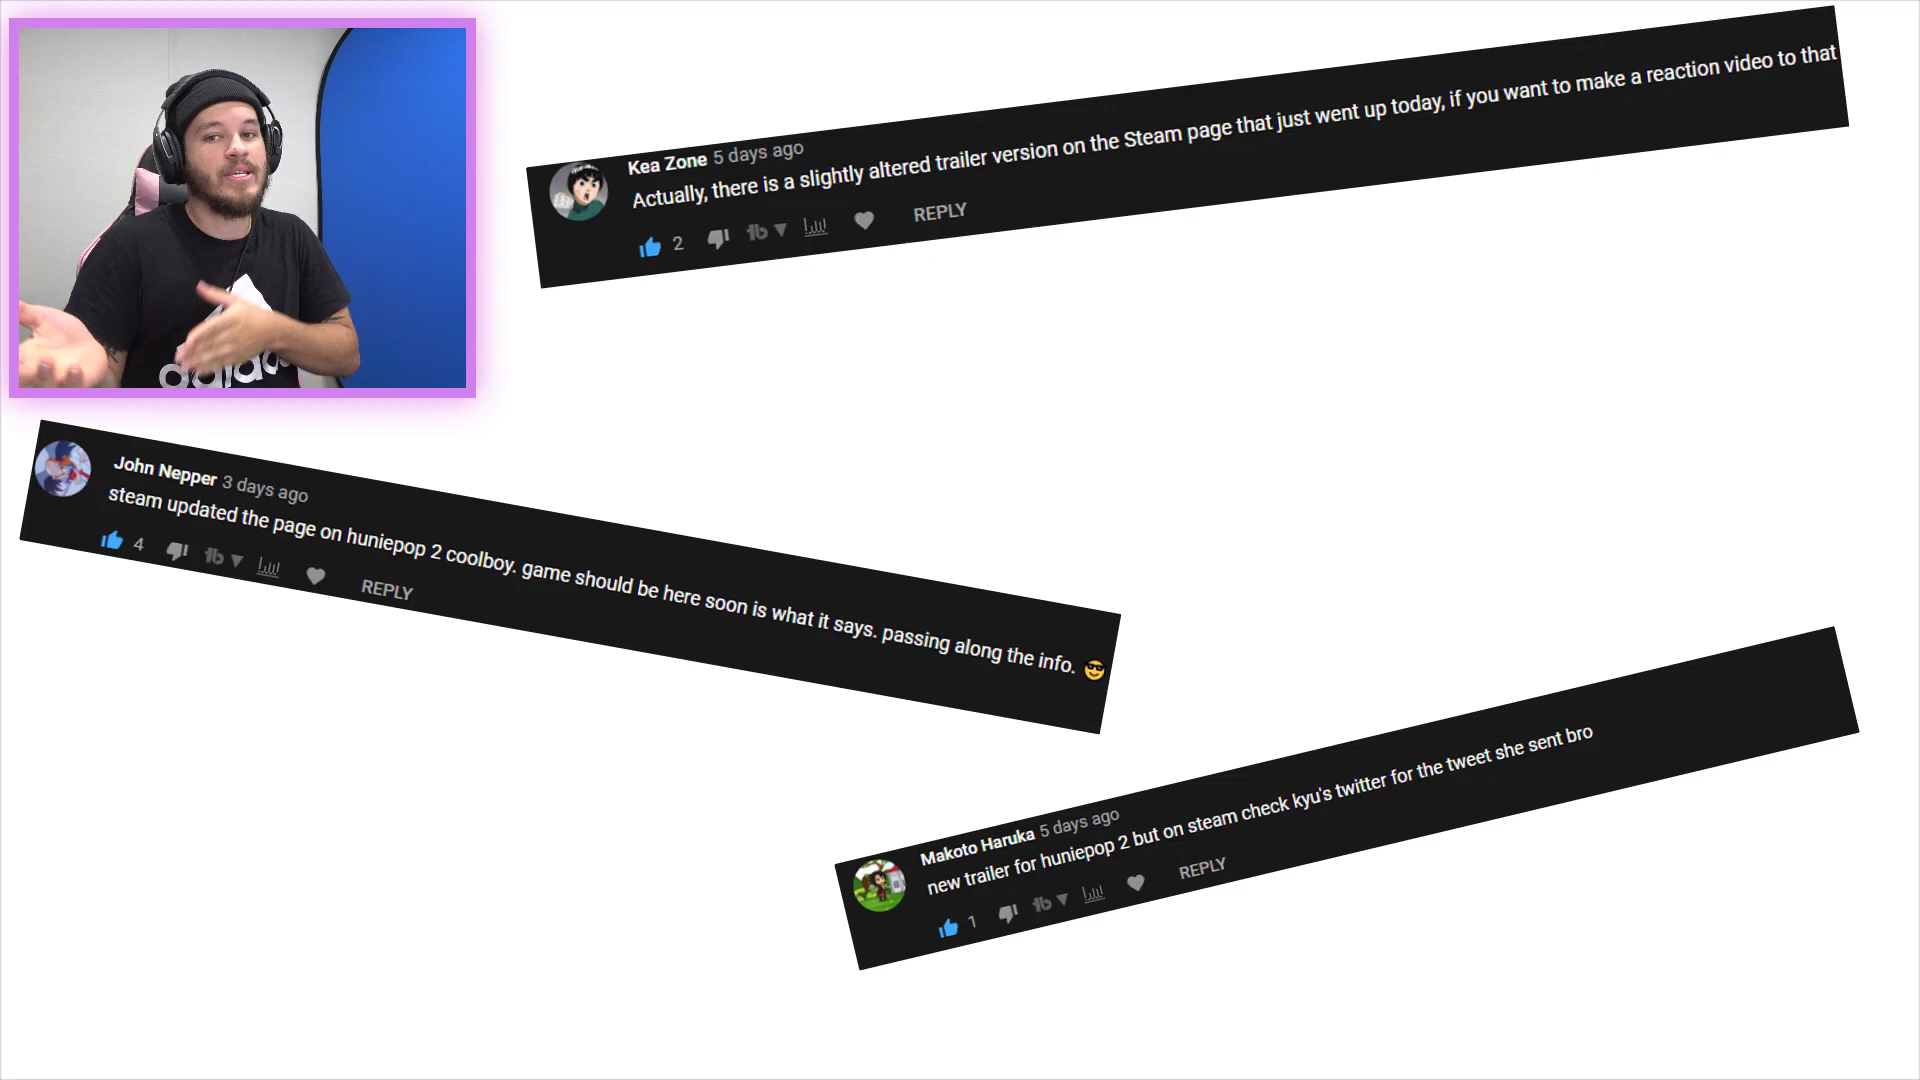 adidas
Kea Zone 5 days ago
Actually, there is a slightly altered trailer version on the Steam page that just went up today, if you want to make a reaction video to that
2 REPLY
John Nepper 3 days ago
steam updated the page on huniepop 2 coolboy. game should be here soon is what it says. passing along the info. 😎
4 REPLY
Makoto Haruka 5 days ago
new trailer for huniepop 2 but on steam check kyu's twitter for the tweet she sent bro
1 REPLY